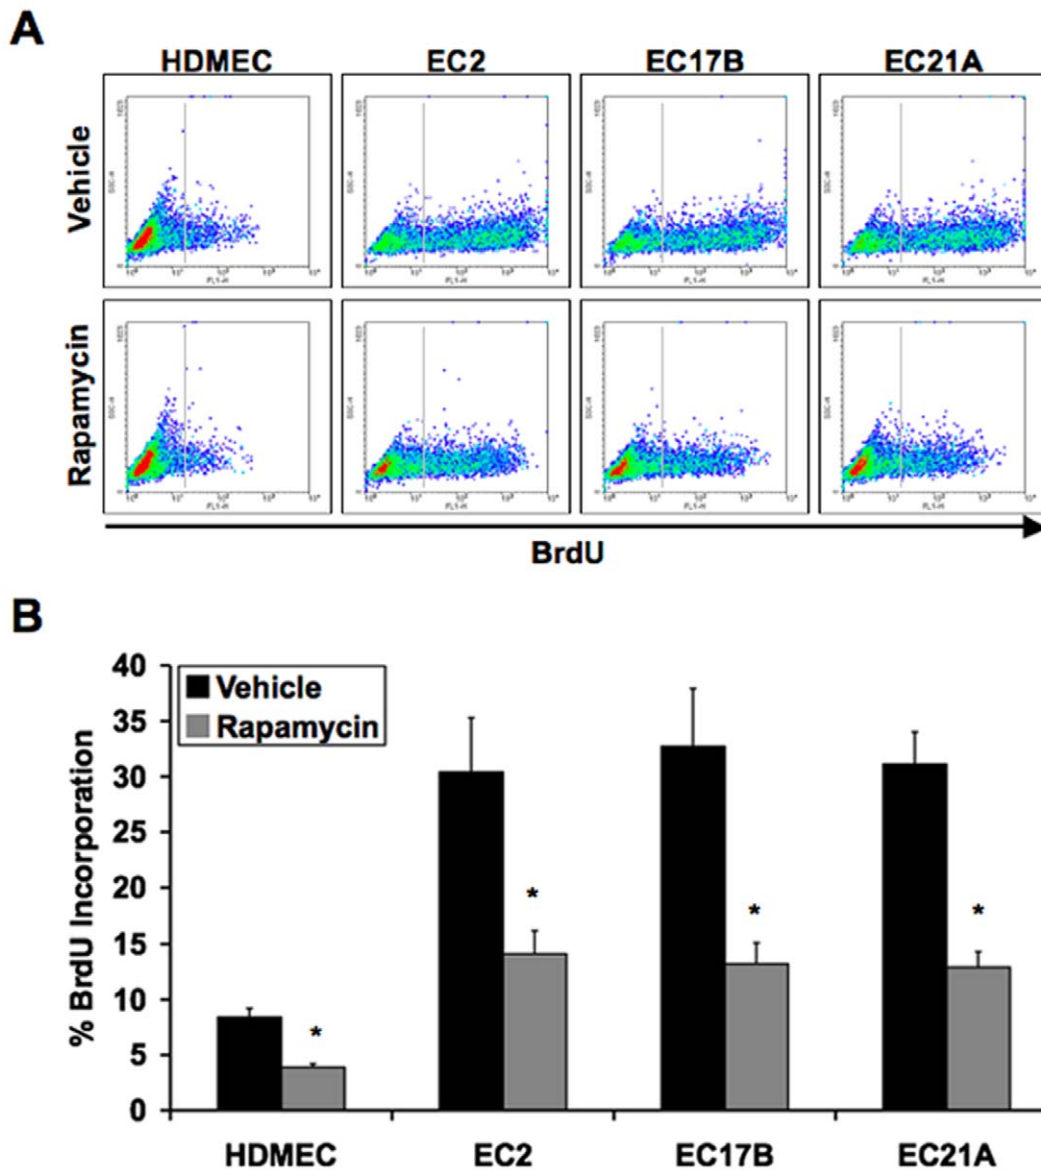 A
HDMEC EC2 EC17B EC21A
Vehicle
Rapamycin
BrdU
B
% BrdU Incorporation
40
35
30
25
20
15
10
5
0
Vehicle
Rapamycin
*
*
*
*
HDMEC EC2 EC17B EC21A